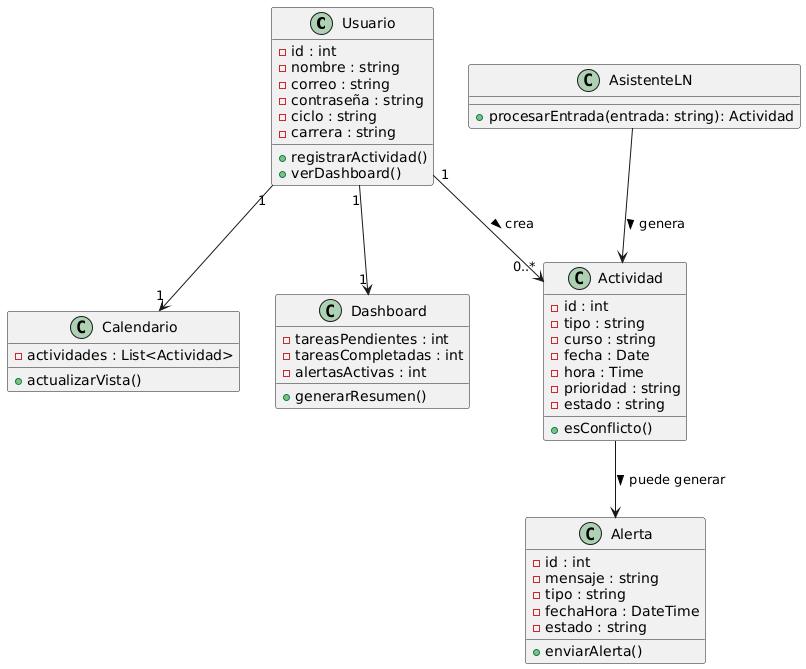 C Usuario
id : int
nombre : string
correo : string
contraseña : string
ciclo : string
carrera : string
registrarActividad()
verDashboard()
C AsistenteLN
procesarEntrada(entrada: string): Actividad
1
1
1
crea
genera
1
1
0..*
C Calendario
actividades : List<Actividad>
actualizarVista()
C Dashboard
tareasPendientes : int
tareasCompletadas : int
alertasActivas : int
generarResumen()
C Actividad
id : int
tipo : string
curso : string
fecha : Date
hora : Time
prioridad : string
estado : string
esConflicto()
puede generar
C Alerta
id : int
mensaje : string
tipo : string
fechaHora : DateTime
estado : string
enviarAlerta()